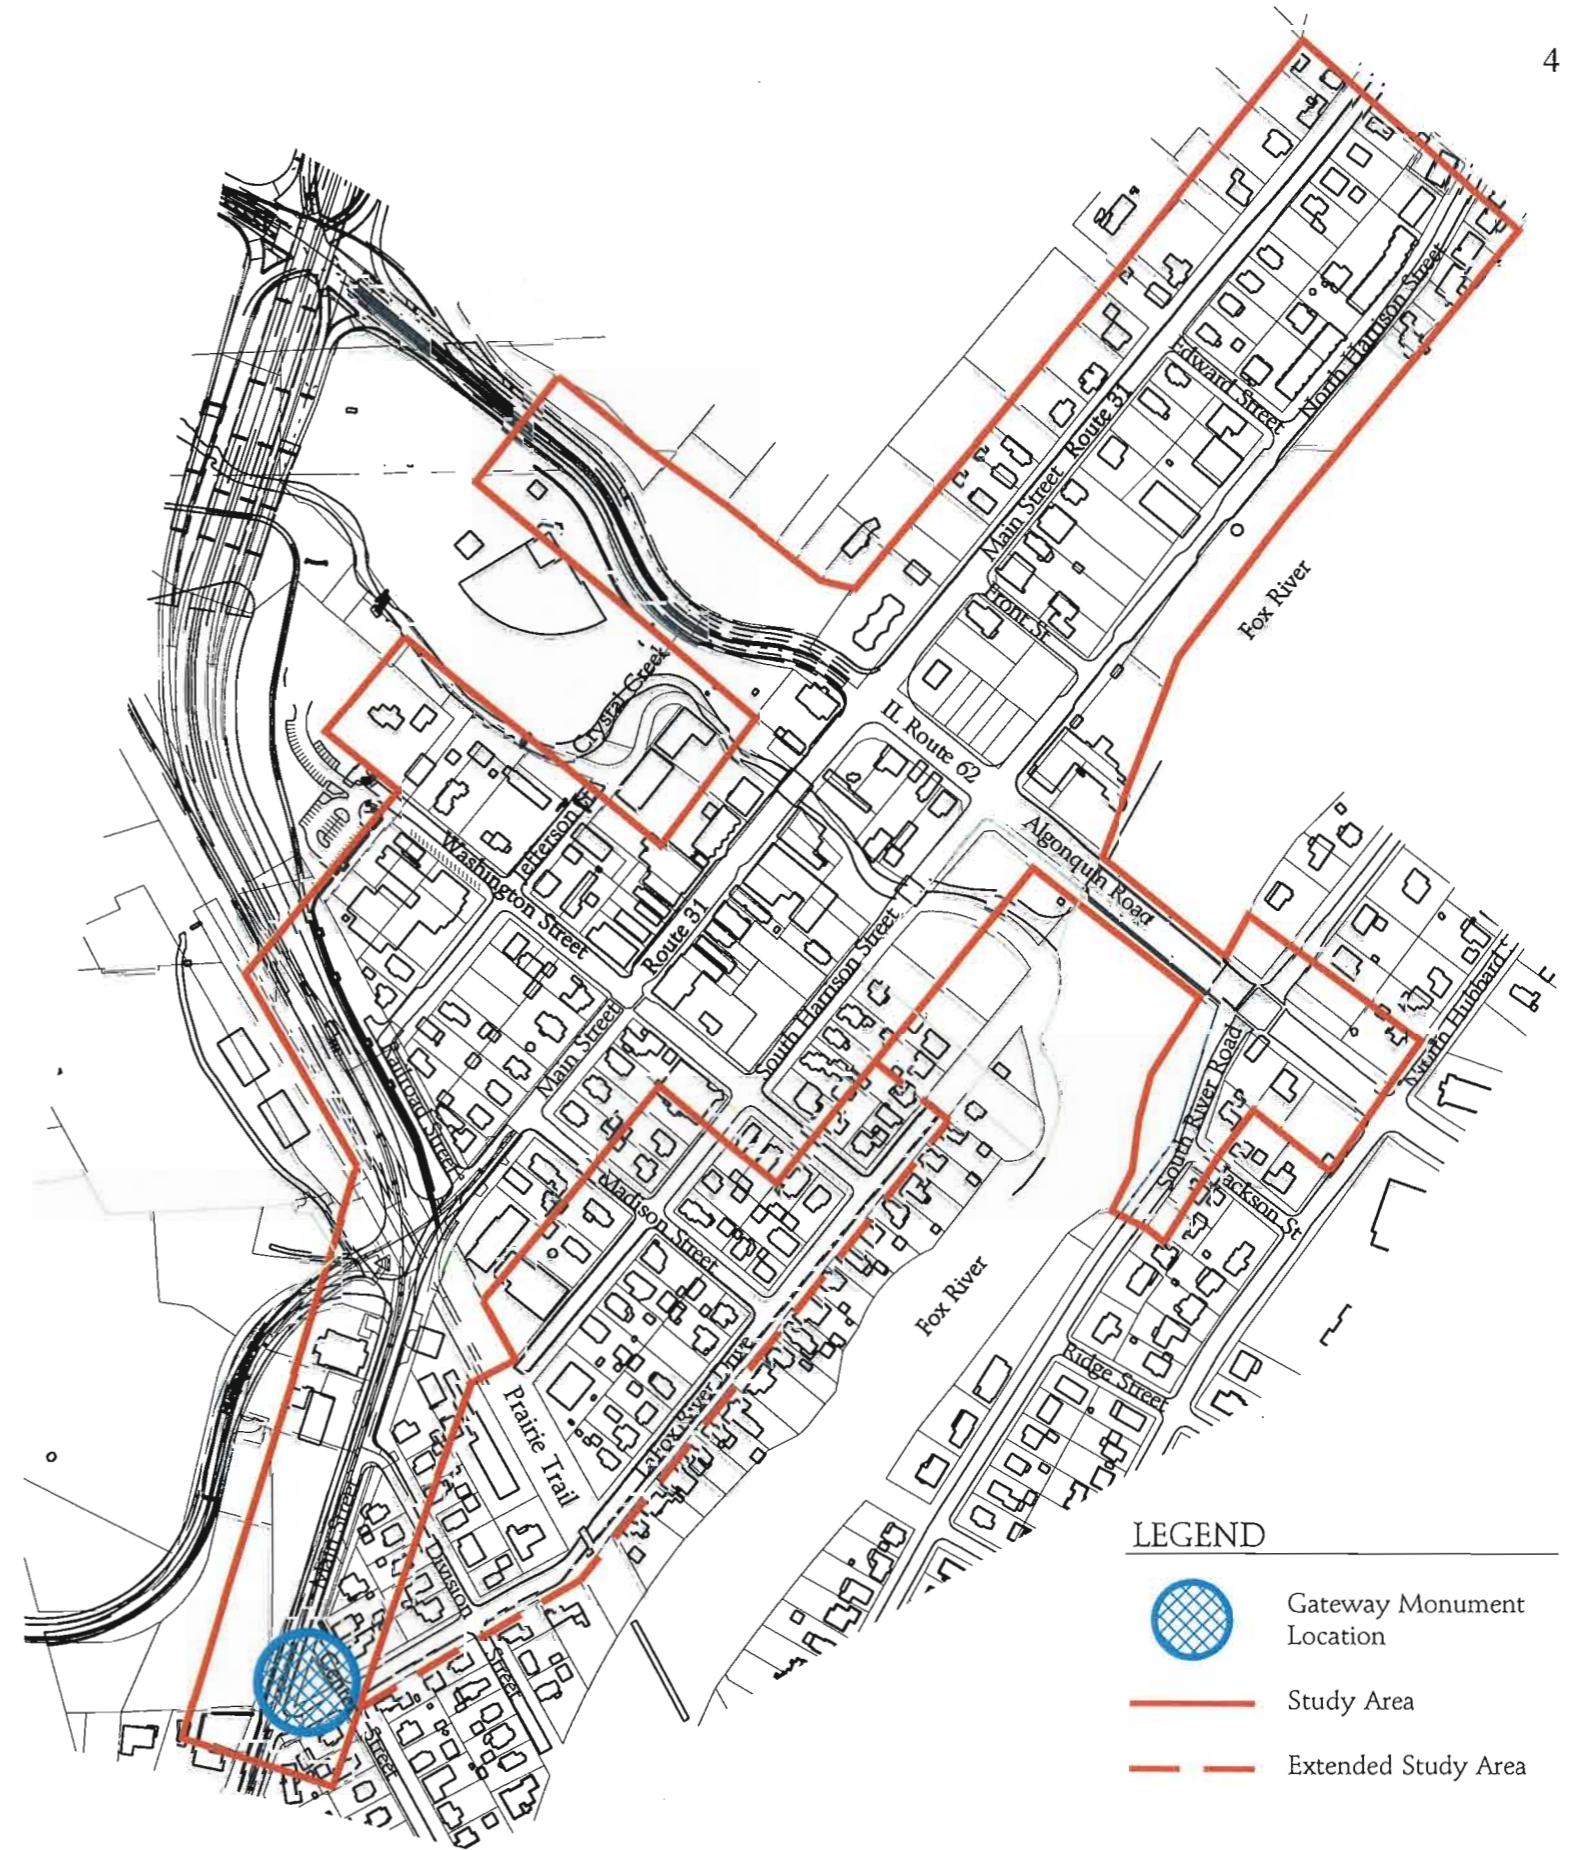 4
North Harrison Street
Edward Street
Main Street Route 31
Fox River
Front St
Crystal Creek
IL Route 62
Algonquin Road
Jefferson
Washington Street
Route 31
South Harrison Street
North Hubbard
Main Street
Railroad Street
South River Road
Jackson St
Madison Street
Fox River
Ridge Street
Fox River Drive
Prairie Trail
Main Street
Division
Street
Center
Street
LEGEND
Gateway Monument
Location
Study Area
Extended Study Area